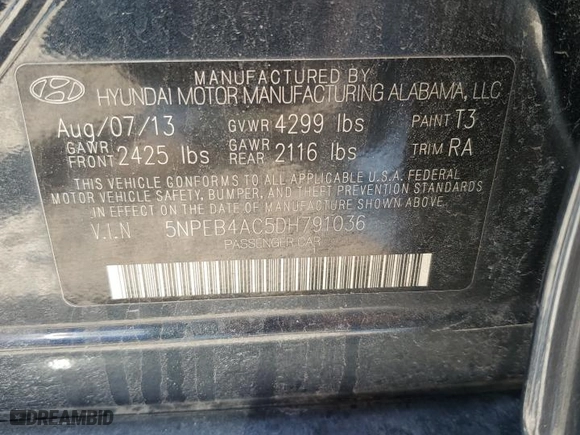 MANUFACTURED BY
HYUNDAI MOTOR MANUFACTURING ALABAMA, LLC
Aug/07/13 GVWR 4299 lbs PAINT T3
GAWR FRONT 2425 lbs GAWR REAR 2116 lbs TRIM RA
THIS VEHICLE CONFORMS TO ALL APPLICABLE U.S.A. FEDERAL
MOTOR VEHICLE SAFETY, BUMPER, AND THEFT PREVENTION STANDARDS
IN EFFECT ON THE DATE OF MANUFACTURE SHOWN ABOVE.
V.I.N 5NPEB4AC5DH791036
PASSENGER CAR
DREAMBID